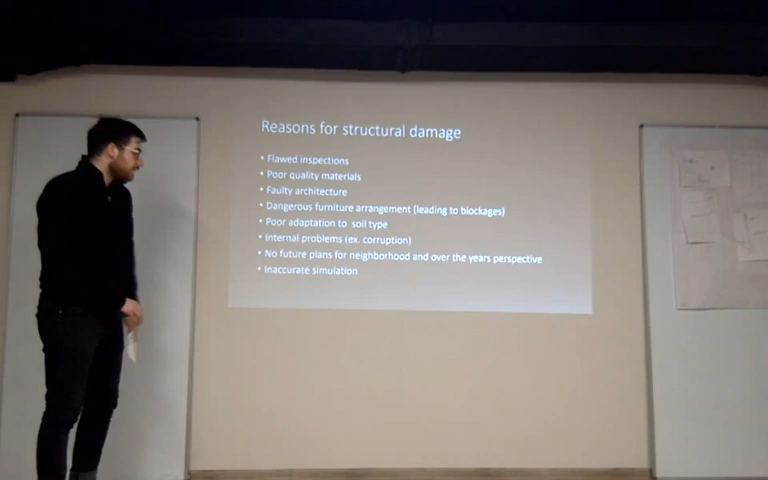 Reasons for structural damage
• Flawed inspections
• Poor quality materials
• Faulty architecture
• Dangerous furniture arrangement (leading to blockages)
• Poor adaptation to soil type
• Internal problems (ex. corruption)
• No future plans for neighborhood and over the years perspective
• Inaccurate simulation